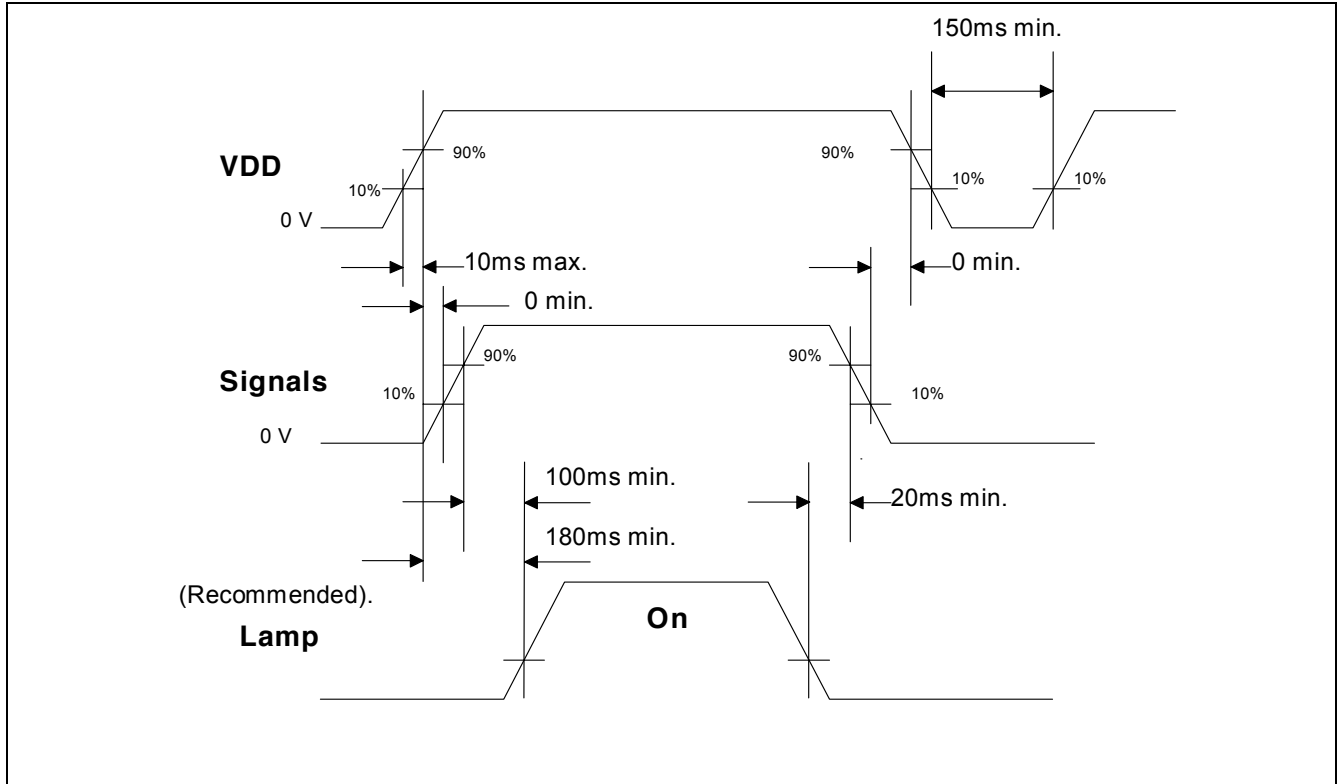 150ms min.
VDD
90%
90%
10%
10%
10%
0 V
10ms max.
0 min.
0 min.
Signals
90%
90%
10%
10%
0 V
100ms min.
20ms min.
180ms min.
(Recommended).
Lamp
On